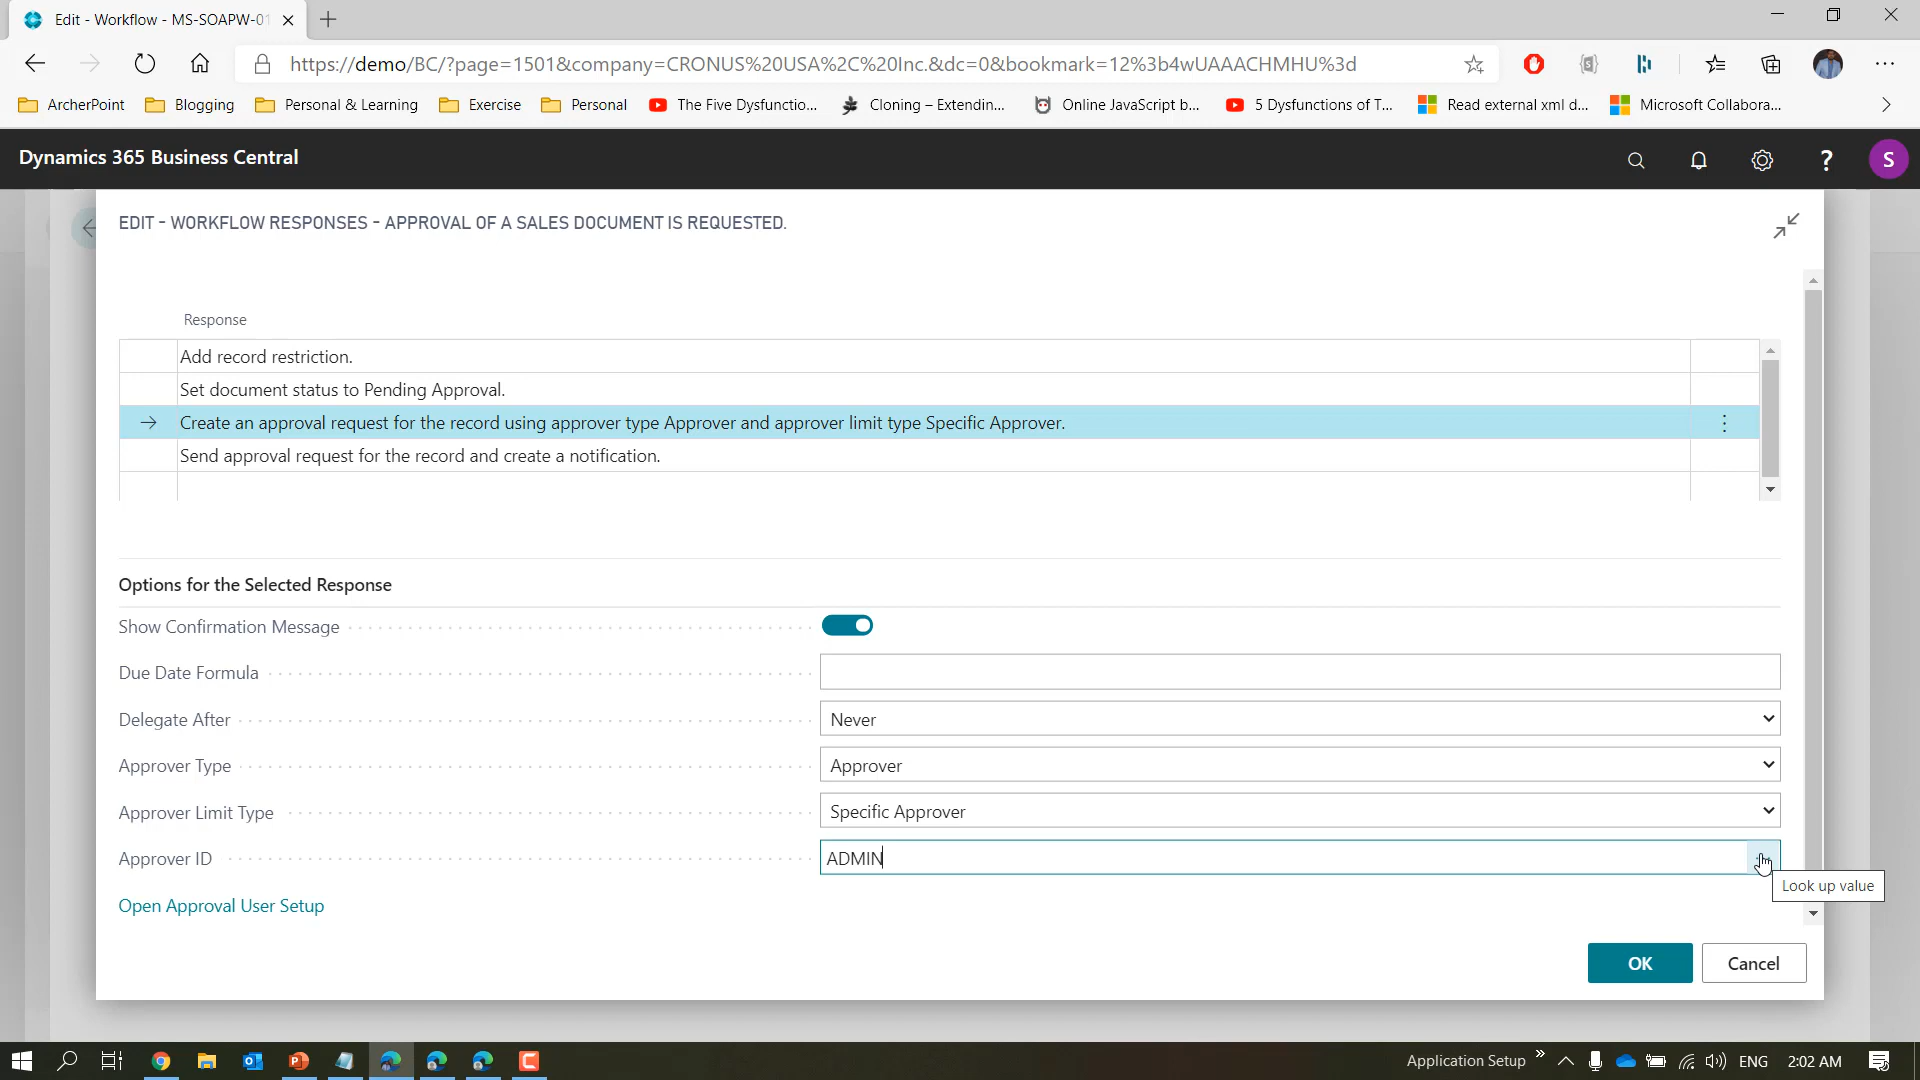 Edit - Workflow - MS-SOAPW-01
https://demo/BC/?page=1501&company=CRONUS%20USA%2C%20Inc.&dc=0&bookmark=12%3b4wUAAACHMHU%3d
ArcherPoint
Blogging
Personal & Learning
Exercise
Personal
The Five Dysfunctio...
Cloning – Extendin...
Online JavaScript b...
5 Dysfunctions of T...
Read external xml d...
Microsoft Collabora...
Dynamics 365 Business Central
?
S
EDIT - WORKFLOW RESPONSES - APPROVAL OF A SALES DOCUMENT IS REQUESTED.
Response
Add record restriction.
Set document status to Pending Approval.
Create an approval request for the record using approver type Approver and approver limit type Specific Approver.
Send approval request for the record and create a notification.
Options for the Selected Response
Show Confirmation Message
Due Date Formula
Delegate After
Never
Approver Type
Approver
Approver Limit Type
Specific Approver
Approver ID
ADMIN
Look up value
Open Approval User Setup
OK
Cancel
Application Setup
ENG
2:02 AM